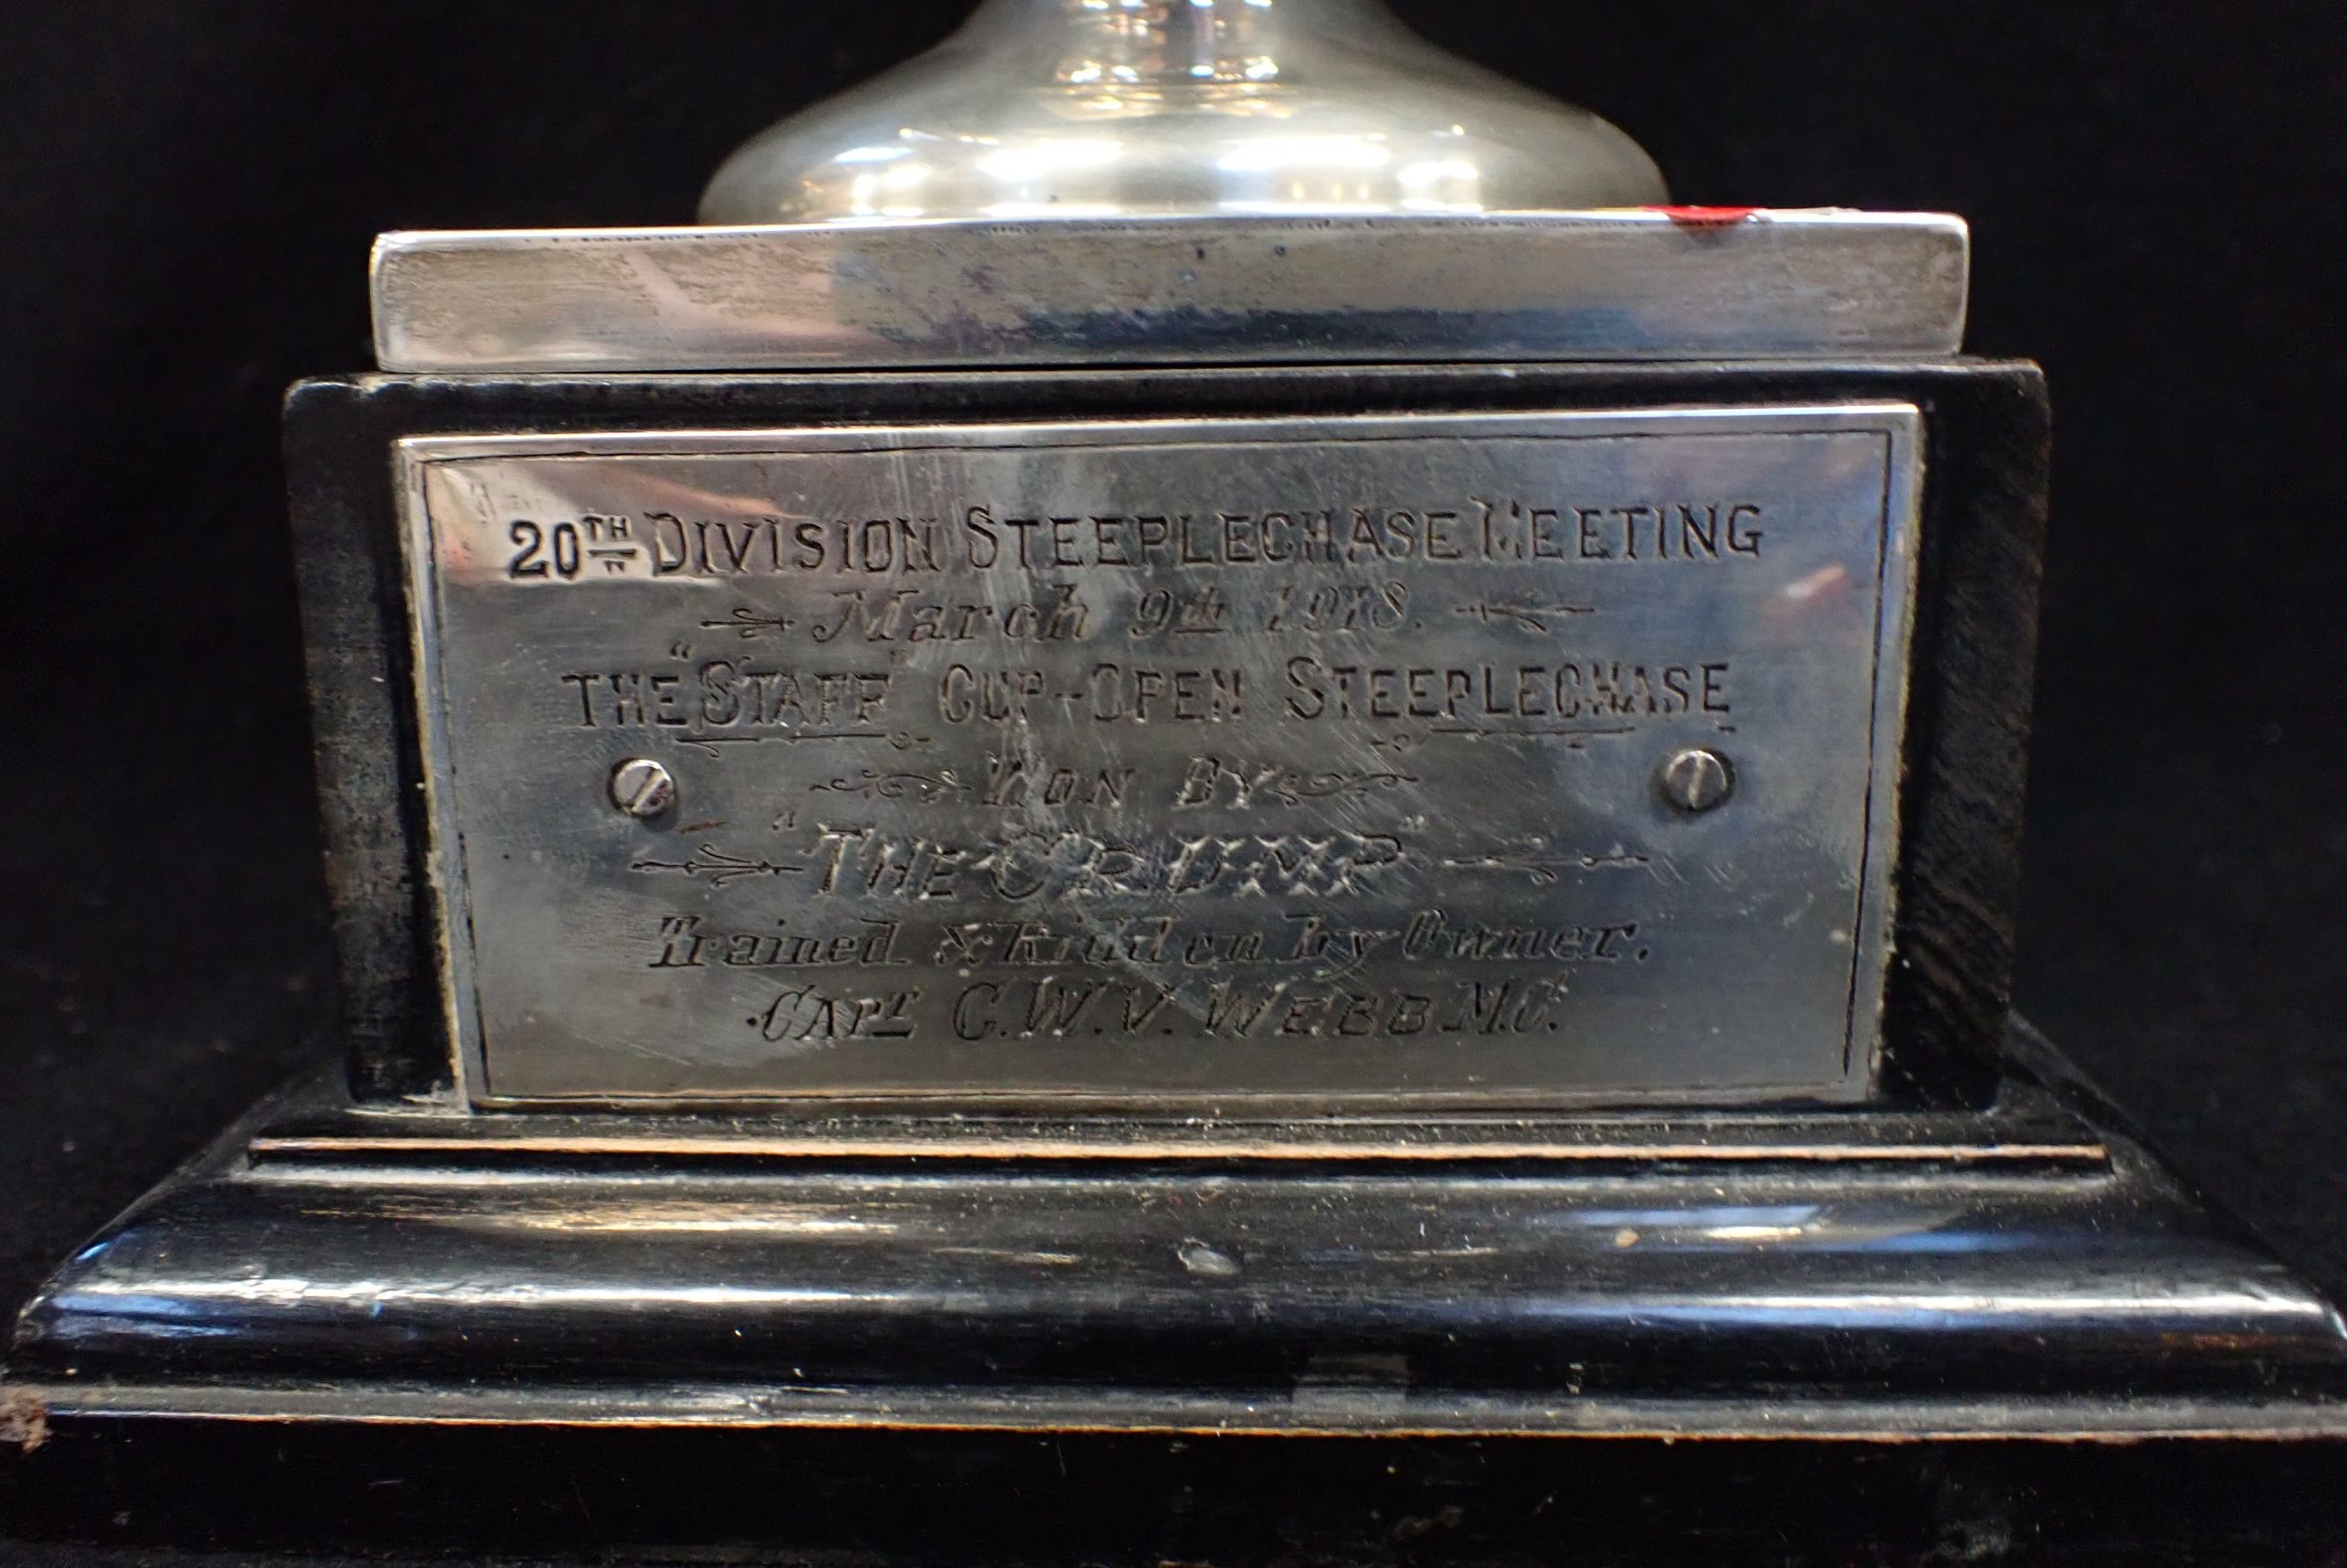 20TH DIVISION STEEPLECHASE MEETING
March 9th 1918.
THE "STAFF" CUP-OPEN STEEPLECHASE
WON BY
"THE CRUMP"
Trained & Ridden by Owner.
CAPT C.W.V. WEBB M.C.